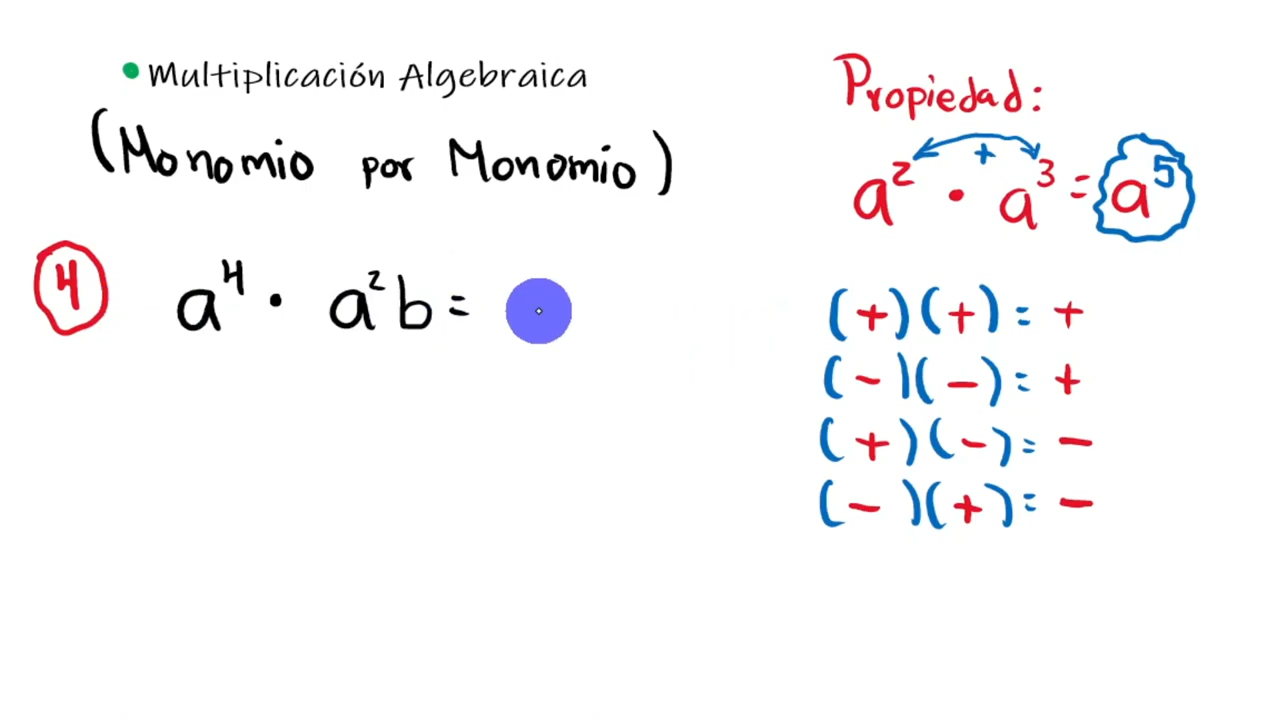 • Multiplicación Algebraica
(Monomio por Monomio)
4 a⁴ · a²b =
Propiedad:
+
a² · a³ = a⁵
(+)(+) = +
(-)(-) = +
(+)(-) = -
(-)(+) = -